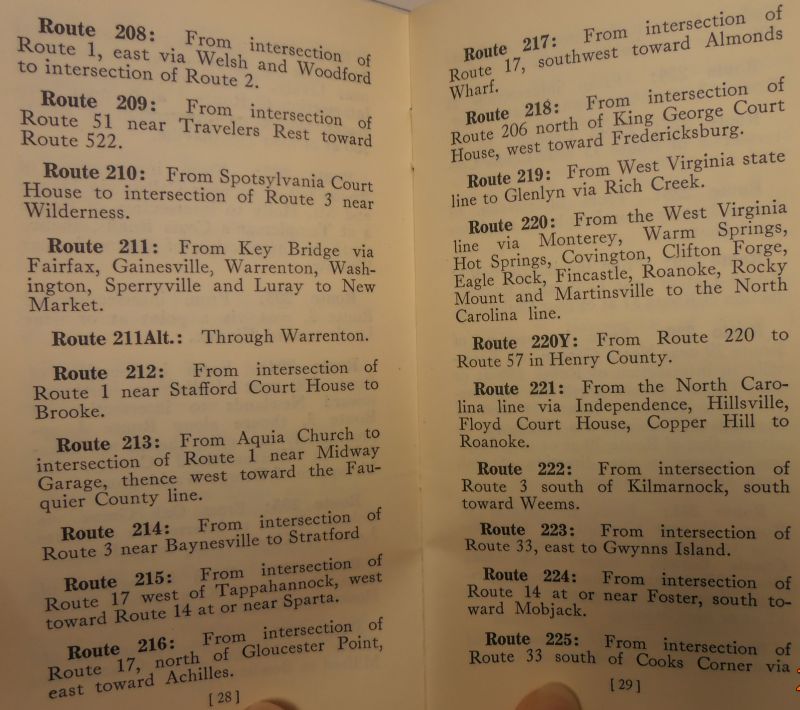 Route 208: From intersection of
Route 1, east via Welsh and Woodford
to intersection of Route 2.
Route 209: From intersection of
Route 51 near Travelers Rest toward
Route 522.
Route 210: From Spotsylvania Court
House to intersection of Route 3 near
Wilderness.
Route 211: From Key Bridge via
Fairfax, Gainesville, Warrenton, Wash-
ington, Sperryville and Luray to New
Market.
Route 211Alt.: Through Warrenton.
Route 212: From intersection of
Route 1 near Stafford Court House to
Brooke.
Route 213: From Aquia Church to
intersection of Route 1 near Midway
Garage, thence west toward the Fau-
quier County line.
Route 214: From intersection of
Route 3 near Baynesville to Stratford
Route 215: From intersection of
Route 17 west of Tappahannock, west
toward Route 14 at or near Sparta.
Route 216: From intersection of
Route 17, north of Gloucester Point,
east toward Achilles.
[28]
Route 217: From intersection of
Route 17, southwest toward Almonds
Wharf.
Route 218: From intersection of
Route 206 north of King George Court
House, west toward Fredericksburg.
Route 219: From West Virginia state
line to Glenlyn via Rich Creek.
Route 220: From the West Virginia
line via Monterey, Warm Springs,
Hot Springs, Covington, Clifton Forge,
Eagle Rock, Fincastle, Roanoke, Rocky
Mount and Martinsville to the North
Carolina line.
Route 220Y: From Route 220 to
Route 57 in Henry County.
Route 221: From the North Caro-
lina line via Independence, Hillsville,
Floyd Court House, Copper Hill to
Roanoke.
Route 222: From intersection of
Route 3 south of Kilmarnock, south
toward Weems.
Route 223: From intersection of
Route 33, east to Gwynns Island.
Route 224: From intersection of
Route 14 at or near Foster, south to-
ward Mobjack.
Route 225: From intersection of
Route 33 south of Cooks Corner via
[29]